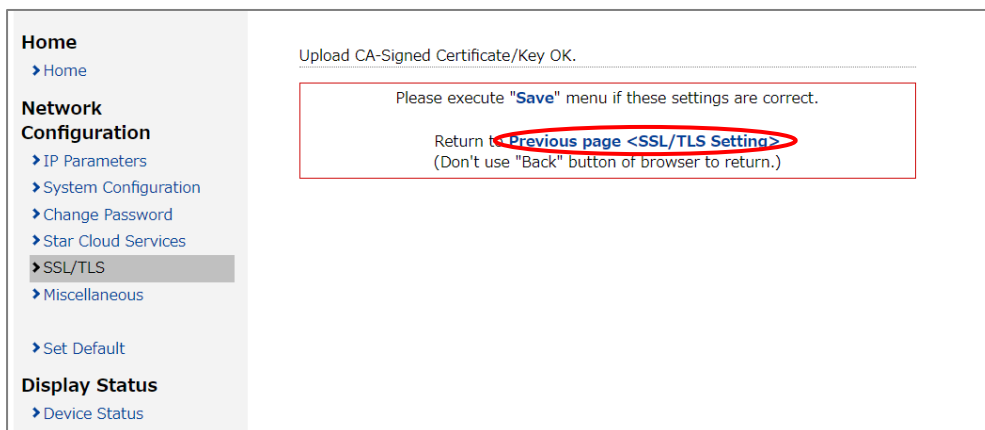 Home
Home
Network
Configuration
IP Parameters
System Configuration
Change Password
Star Cloud Services
SSL/TLS
Miscellaneous
Set Default
Display Status
Device Status
Upload CA-Signed Certificate/Key OK.
Please execute "Save" menu if these settings are correct.
Return to Previous page <SSL/TLS Setting>
(Don't use "Back" button of browser to return.)